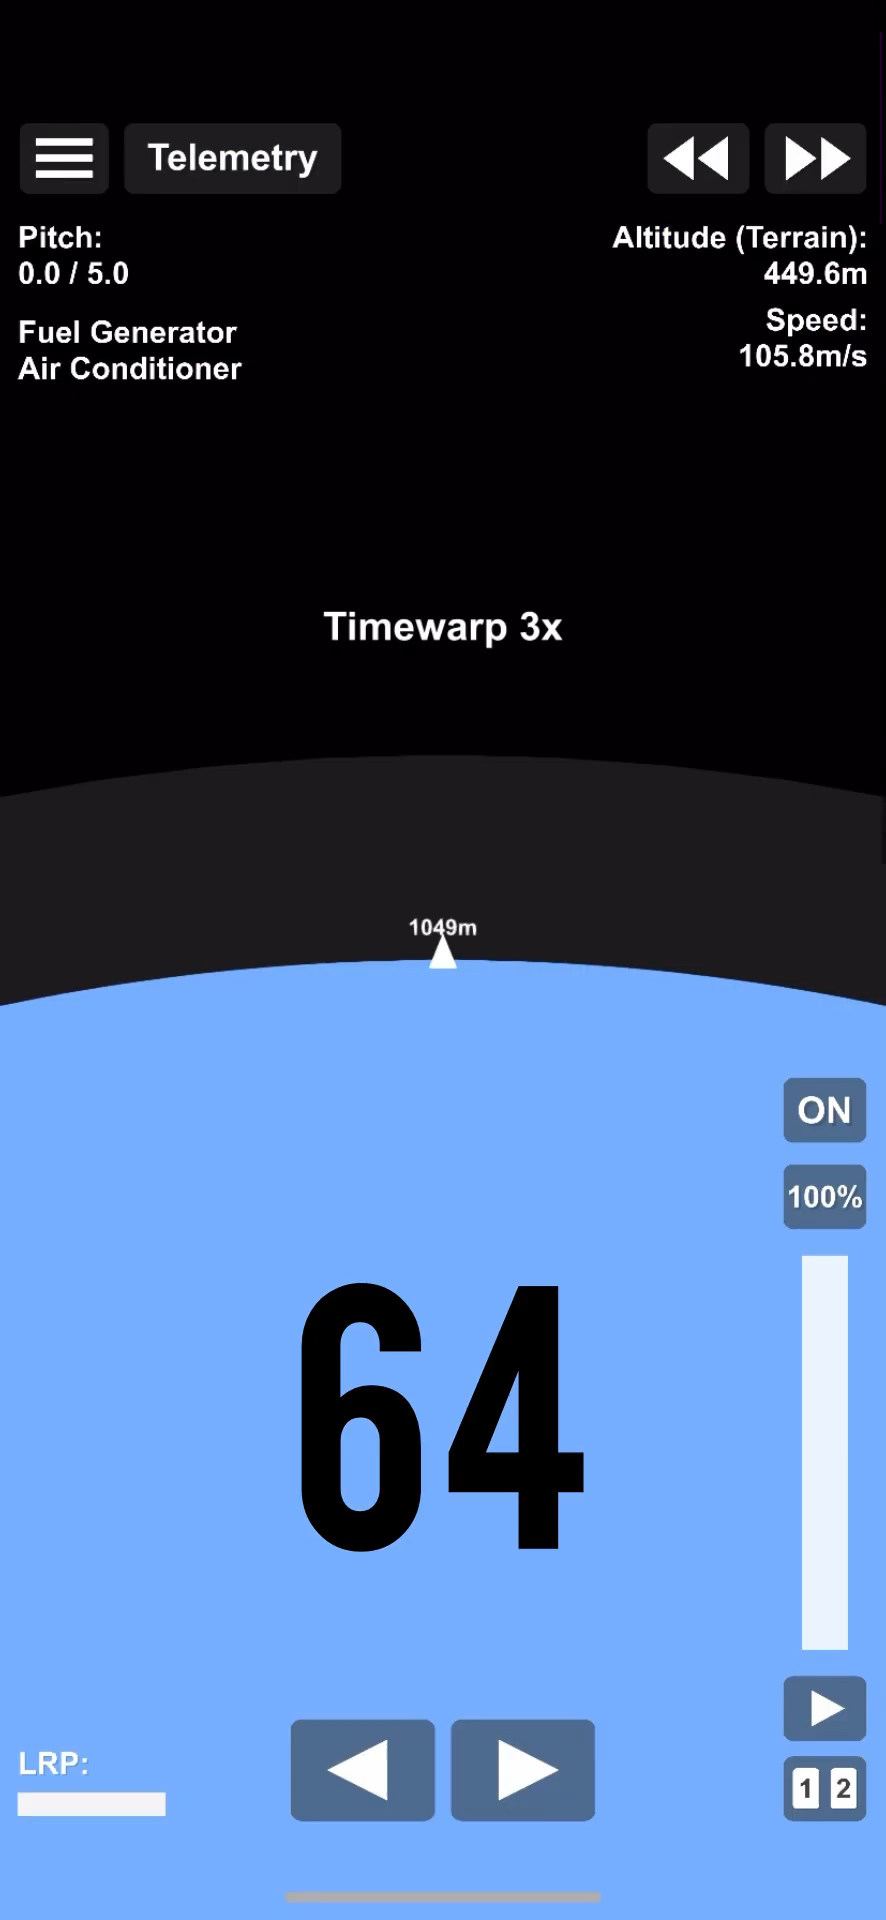 Telemetry
Pitch:
0.0 / 5.0
Fuel Generator
Air Conditioner
Altitude (Terrain):
449.6m
Speed:
105.8m/s
Timewarp 3x
1049m
ON
100%
64
LRP:
1 2